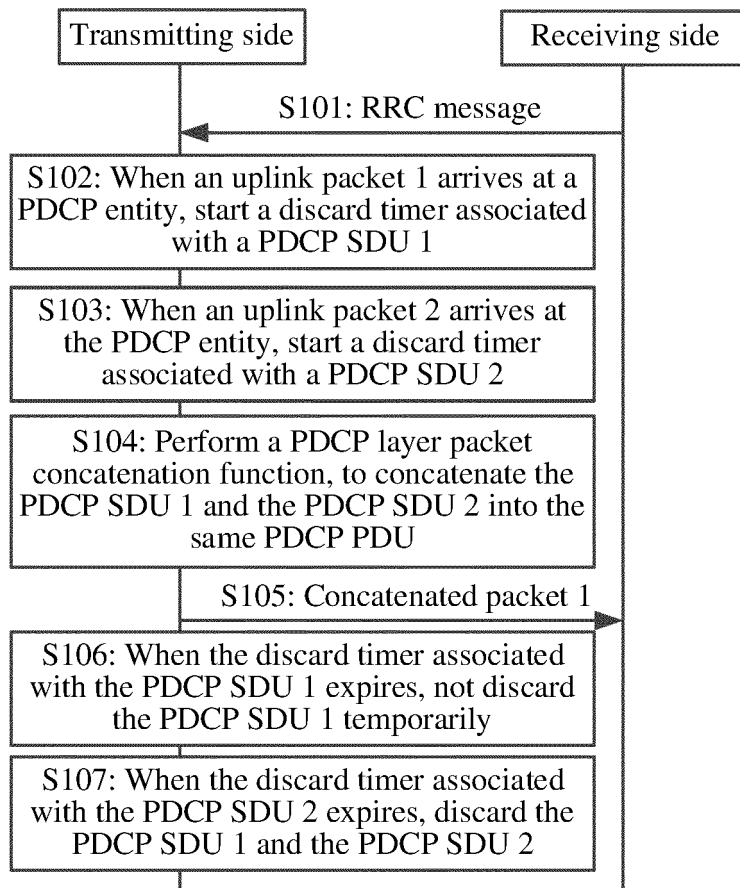 Transmitting side
Receiving side
S101: RRC message
S102: When an uplink packet 1 arrives at a
PDCP entity, start a discard timer associated
with a PDCP SDU 1
S103: When an uplink packet 2 arrives at
the PDCP entity, start a discard timer
associated with a PDCP SDU 2
S104: Perform a PDCP layer packet
concatenation function, to concatenate the
PDCP SDU 1 and the PDCP SDU 2 into the
same PDCP PDU
S105: Concatenated packet 1
S106: When the discard timer associated
with the PDCP SDU 1 expires, not discard
the PDCP SDU 1 temporarily
S107: When the discard timer associated
with the PDCP SDU 2 expires, discard the
PDCP SDU 1 and the PDCP SDU 2